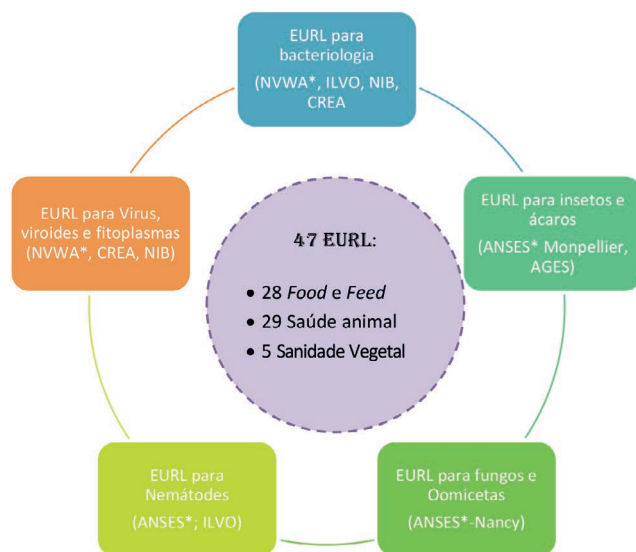 EURL para
bacteriologia
(NVWA*, ILVO, NIB,
CREA
EURL para Virus,
viroides e fitoplasmas
(NVWA*, CREA, NIB)
EURL para insetos e
ácaros
(ANSES* Monpellier,
AGES)
47 EURL:
• 28 Food e Feed
• 29 Saúde animal
• 5 Sanidade Vegetal
EURL para
Nemátodes
(ANSES*; ILVO)
EURL para fungos e
Oomicetas
(ANSES*-Nancy)